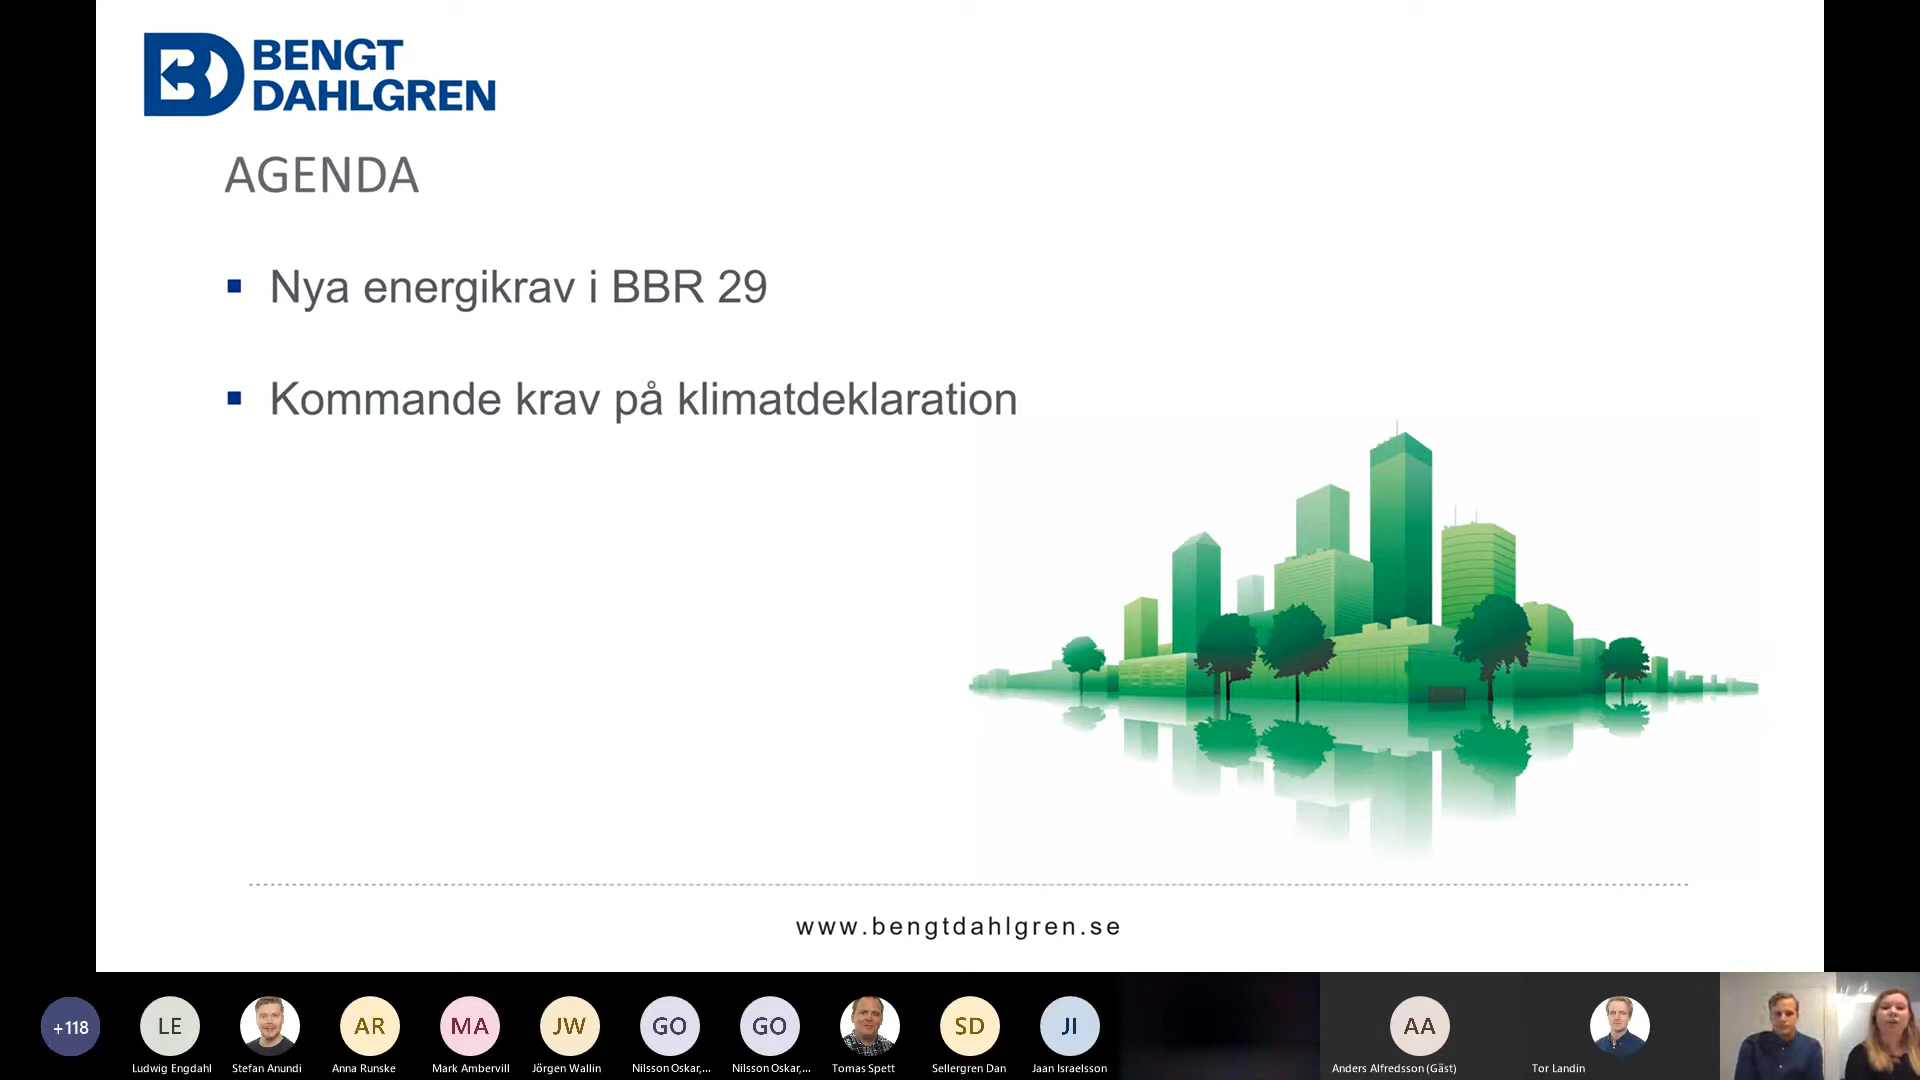 BD BENGT
DAHLGREN
AGENDA
Nya energikrav i BBR 29
Kommande krav på klimatdeklaration
www.bengtdahlgren.se
+118
LE
AR
MA
JW
GO
GO
SD
JI
AA
Ludwig Engdahl
Stefan Anundi
Anna Runske
Mark Ambervill
Jörgen Wallin
Nilsson Oskar,...
Nilsson Oskar,...
Tomas Spett
Sellergren Dan
Jaan Israelsson
Anders Alfredsson (Gäst)
Tor Landin